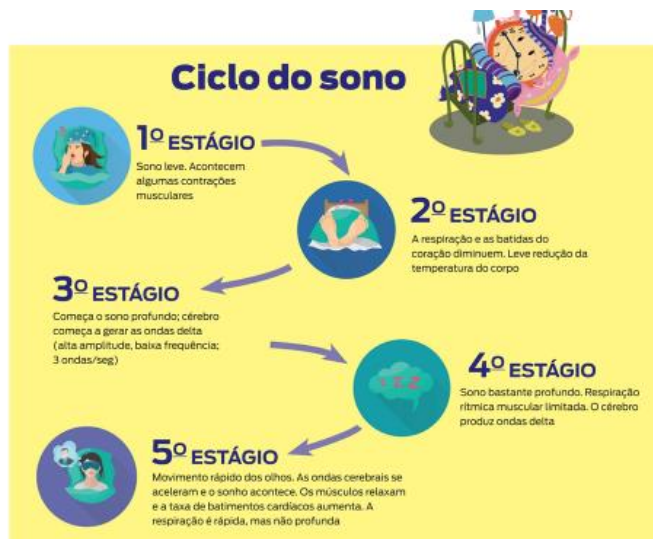 Ciclo do sono
1º ESTÁGIO
Sono leve. Acontecem
algumas contrações
musculares
2º ESTÁGIO
A respiração e as batidas do
coração diminuem. Leve redução da
temperatura do corpo
3º ESTÁGIO
Começa o sono profundo; cérebro
começa a gerar as ondas delta
(alta amplitude, baixa frequência;
3 ondas/seg)
4º ESTÁGIO
Sono bastante profundo. Respiração
rítmica muscular limitada. O cérebro
produz ondas delta
zZZ
5º ESTÁGIO
Movimento rápido dos olhos. As ondas cerebrais se
aceleram e o sonho acontece. Os músculos relaxam
e a taxa de batimentos cardíacos aumenta. A
respiração é rápida, mas não profunda